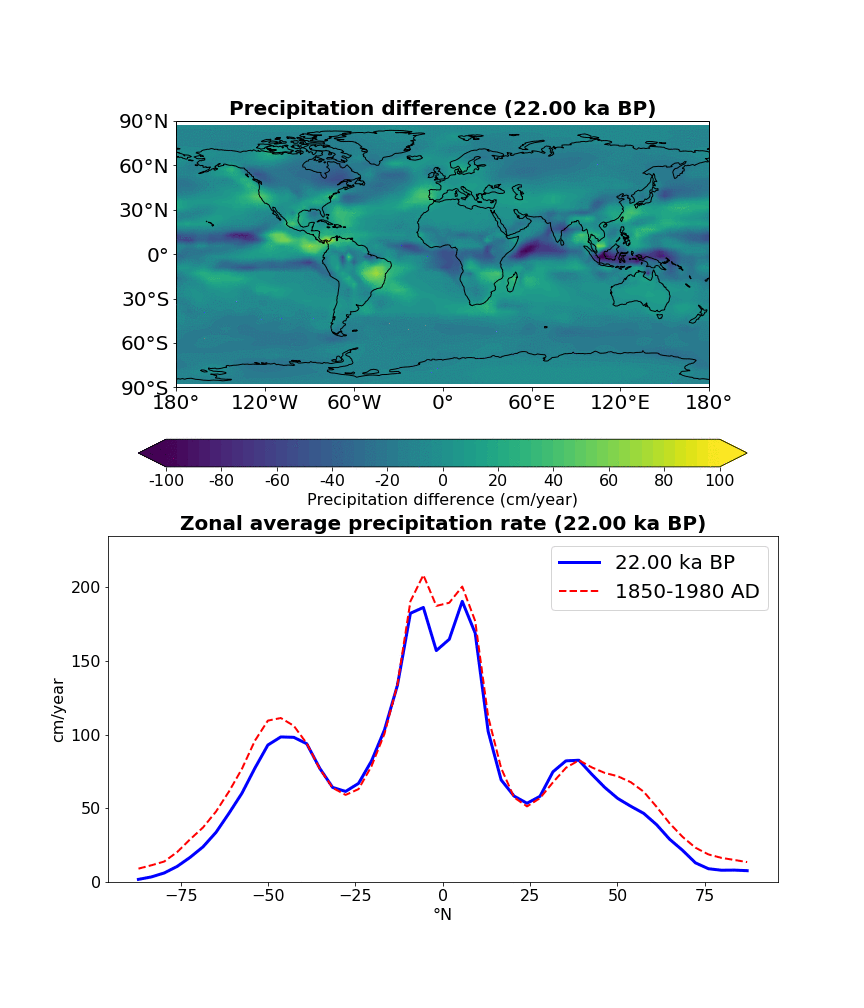 Precipitation difference (22.00 ka BP)
90°N
60°N
30°N
0°
30°S
60°S
90°S
180° 120°W 60°W 0° 60°E 120°E 180°
-100 -80 -60 -40 -20 0 20 40 60 80 100
Precipitation difference (cm/year)
Zonal average precipitation rate (22.00 ka BP)
22.00 ka BP
1850-1980 AD
200
150
100
50
0
cm/year
−75 −50 −25 0 25 50 75
°N